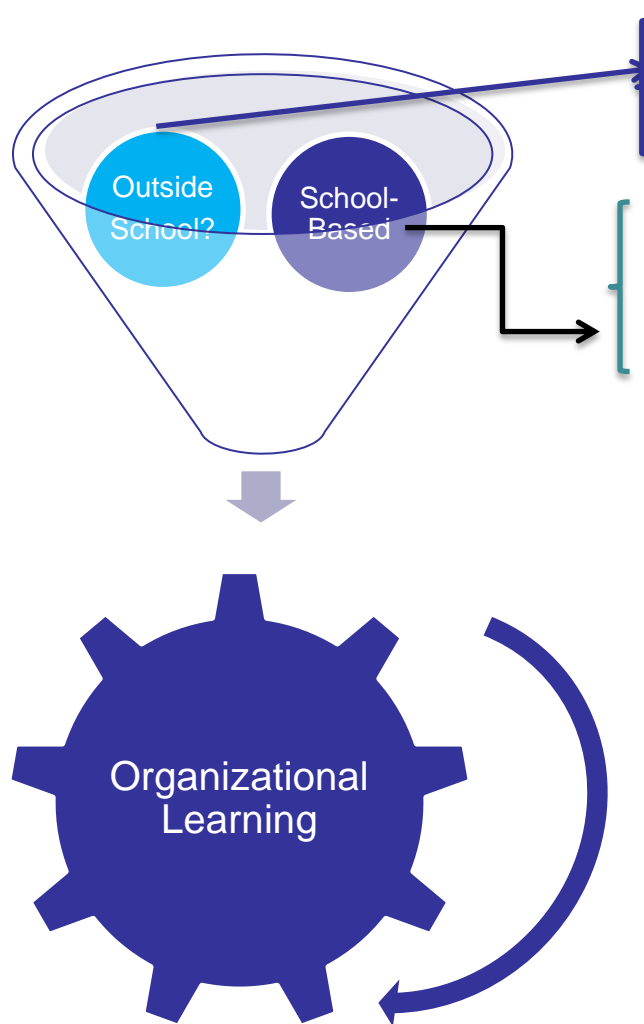 Outside
School?
School-
Based
Organizational
Learning